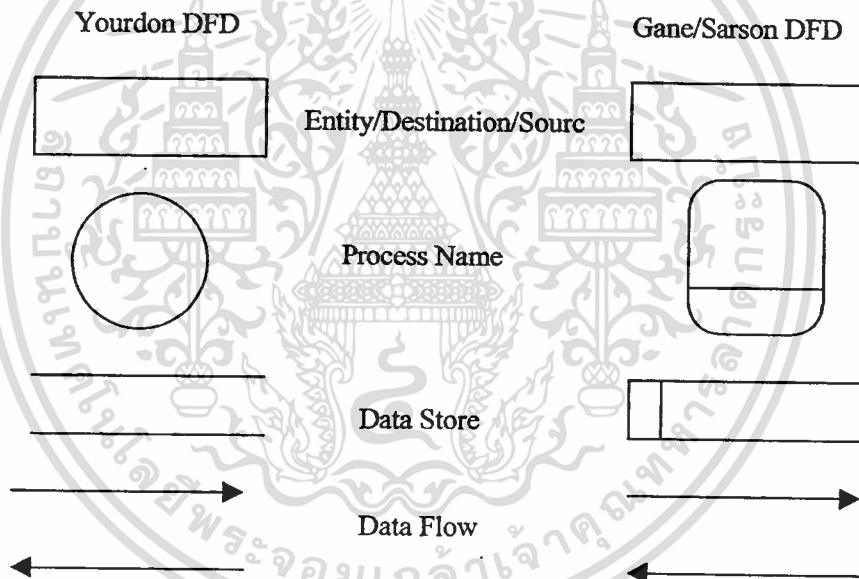 Yourdon DFD
Gane/Sarson DFD
Entity/Destination/Sourc
Process Name
Data Store
Data Flow